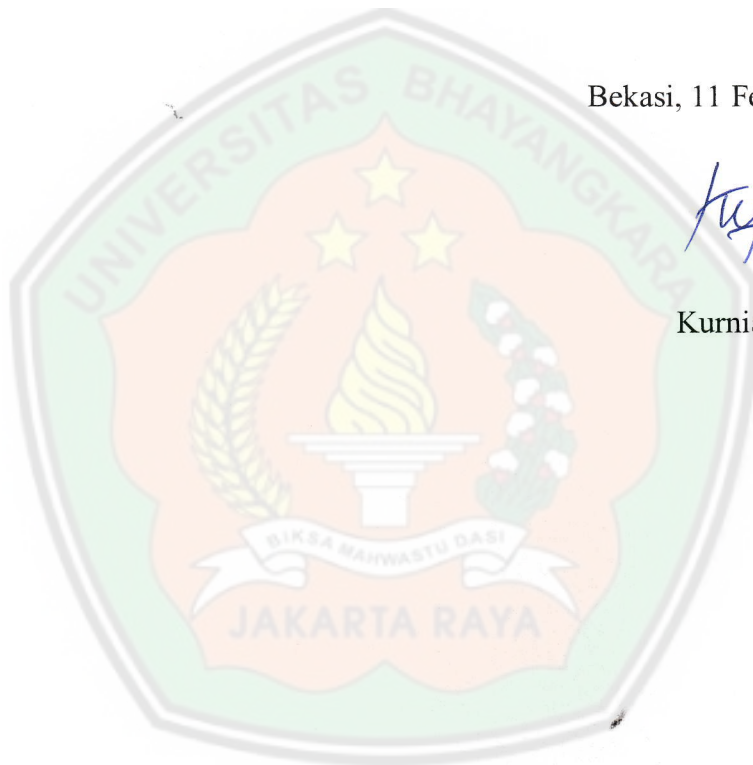 Bekasi, 11 Fe
Kurnia
UNIVERSITAS BHAYANGKARA
BIKSA MAHWASTU DASI
JAKARTA RAYA